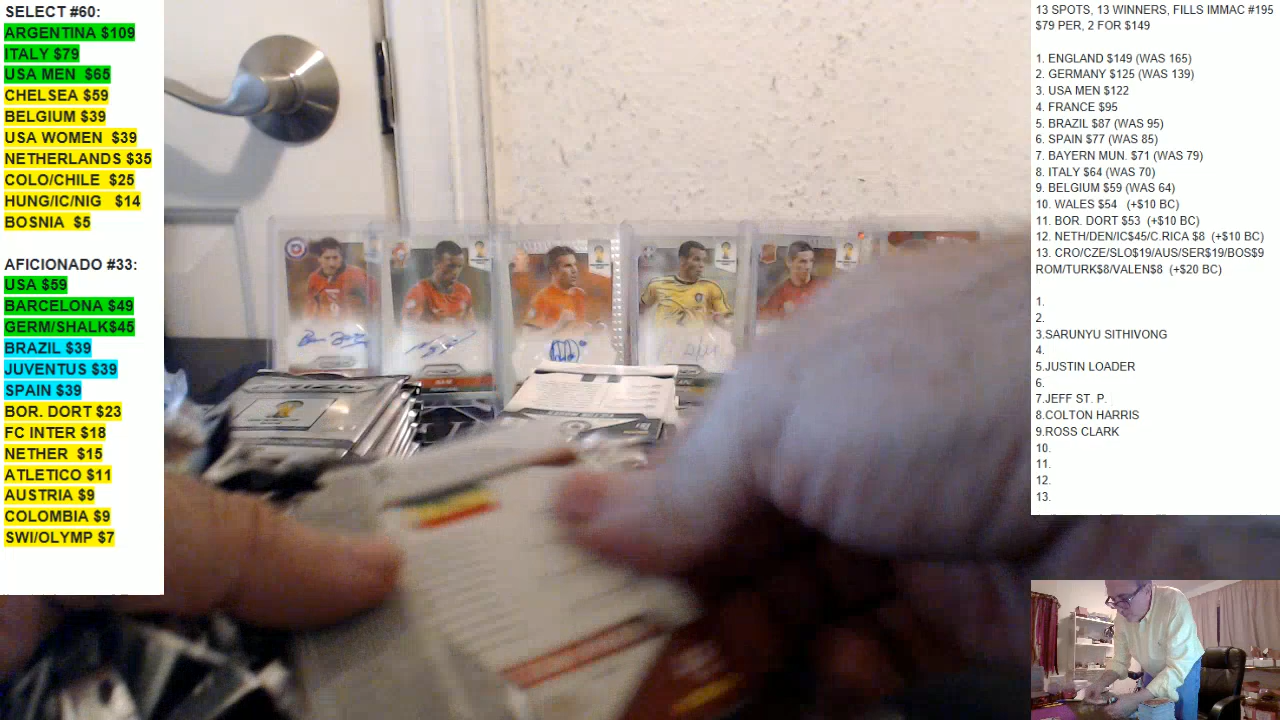 SELECT #60:
ARGENTINA $109
ITALY $79
USA MEN $65
CHELSEA $59
BELGIUM $39
USA WOMEN $39
NETHERLANDS $35
COLO/CHILE $25
HUNG/IC/NIG $14
BOSNIA $5
AFICIONADO #33:
USA $59
BARCELONA $49
GERM/SHALK$45
BRAZIL $39
JUVENTUS $39
SPAIN $39
BOR. DORT $23
FC INTER $18
NETHER $15
ATLETICO $11
AUSTRIA $9
COLOMBIA $9
SWI/OLYMP $7
13 SPOTS, 13 WINNERS, FILLS IMMAC #195
$79 PER, 2 FOR $149
1. ENGLAND $149 (WAS 165)
2. GERMANY $125 (WAS 139)
3. USA MEN $122
4. FRANCE $95
5. BRAZIL $87 (WAS 95)
6. SPAIN $77 (WAS 85)
7. BAYERN MUN. $71 (WAS 79)
8. ITALY $64 (WAS 70)
9. BELGIUM $59 (WAS 64)
10. WALES $54 (+$10 BC)
11. BOR. DORT $53 (+$10 BC)
12. NETH/DEN/IC$45/C.RICA $8 (+$10 BC)
13. CRO/CZE/SLO$19/AUS/SER$19/BOS$9
ROM/TURK$8/VALEN$8 (+$20 BC)
1.
2.
3.SARUNYU SITHIVONG
4.
5.JUSTIN LOADER
6.
7.JEFF ST. P.
8.COLTON HARRIS
9.ROSS CLARK
10.
11.
12.
13.